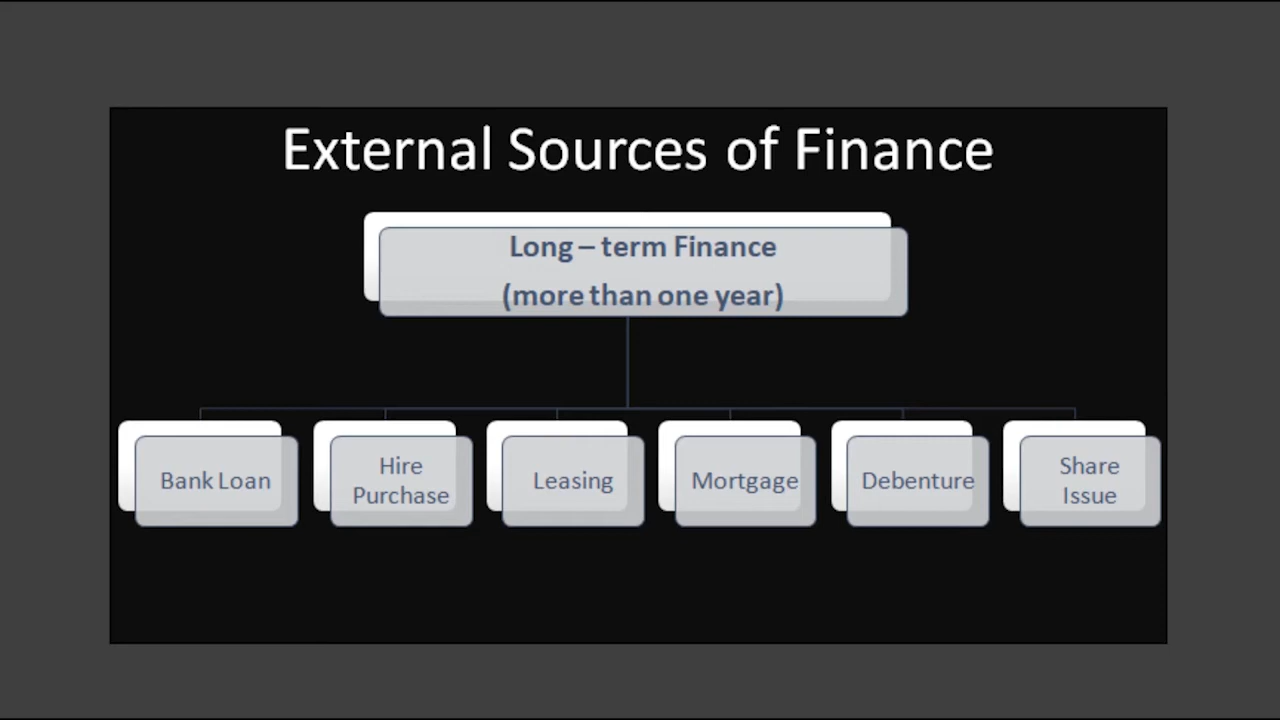 External Sources of Finance
Long – term Finance
(more than one year)
Bank Loan
Hire
Purchase
Leasing
Mortgage
Debenture
Share
Issue